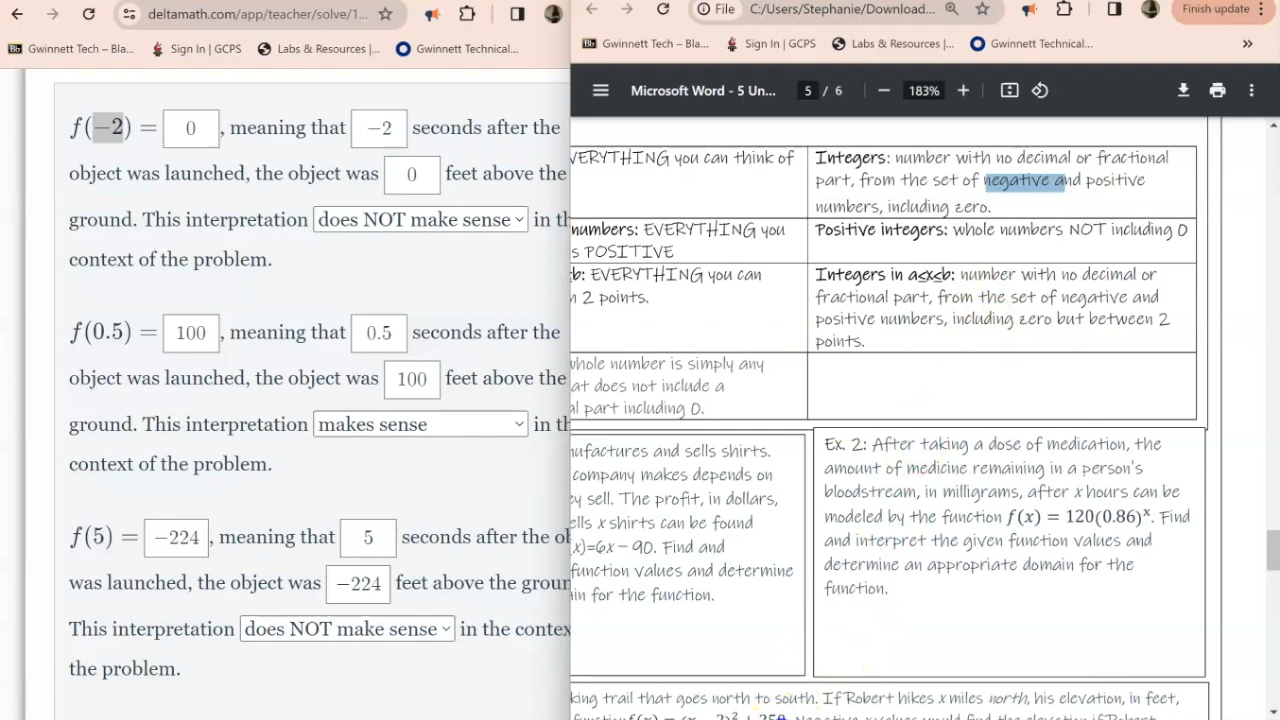 deltamath.com/app/teacher/solve/1...
Gwinnett Tech – Bla...
Sign In | GCPS
Labs & Resources |...
Gwinnett Technical...
f(−2) = 0 , meaning that −2 seconds after the
object was launched, the object was 0 feet above the
ground. This interpretation does NOT make sense in the
context of the problem.
f(0.5) = 100 , meaning that 0.5 seconds after the
object was launched, the object was 100 feet above the
ground. This interpretation makes sense in the
context of the problem.
f(5) = −224 , meaning that 5 seconds after the ob
was launched, the object was −224 feet above the groun
This interpretation does NOT make sense in the contex
the problem.
File C:/Users/Stephanie/Download...
Finish update
Gwinnett Tech – Bla...
Sign In | GCPS
Labs & Resources |...
Gwinnett Technical...
»
Microsoft Word - 5 Un...
5 / 6
183%
VERYTHING you can think of
Integers: number with no decimal or fractional
part, from the set of negative and positive
numbers, including zero.
numbers: EVERYTHING you
s POSITIVE
Positive integers: whole numbers NOT including 0
b: EVERYTHING you can
n 2 points.
Integers in a≤x≤b: number with no decimal or
fractional part, from the set of negative and
positive numbers, including zero but between 2
points.
whole number is simply any
at does not include a
al part including 0.
nufactures and sells shirts.
company makes depends on
ey sell. The profit, in dollars,
ells x shirts can be found
(x)=6x – 90. Find and
function values and determine
in for the function.
Ex. 2: After taking a dose of medication, the
amount of medicine remaining in a person's
bloodstream, in milligrams, after x hours can be
modeled by the function f(x) = 120(0.86)ˣ. Find
and interpret the given function values and
determine an appropriate domain for the
function.
king trail that goes north to south. If Robert hikes x miles north, his elevation, in feet,